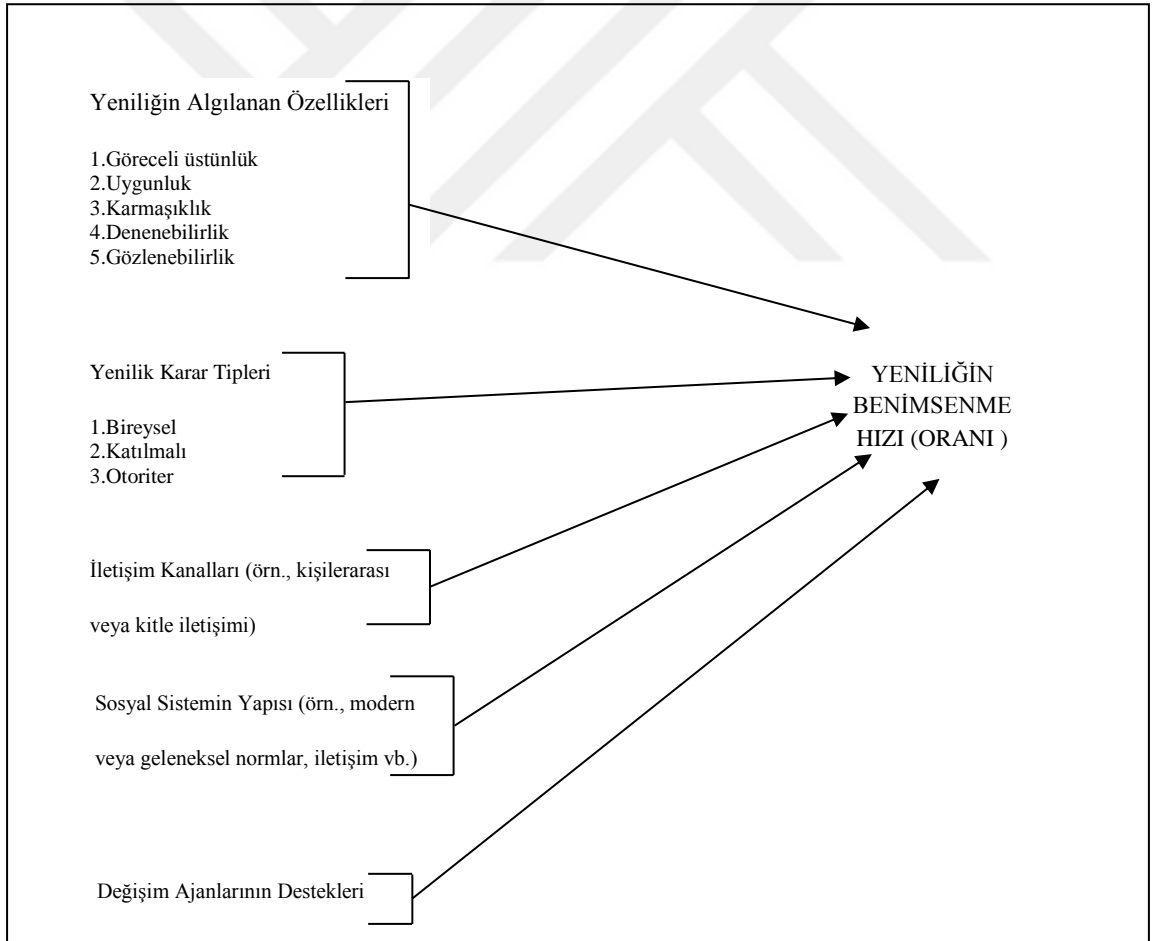 Yeniliğin Algılanan Özellikleri
1.Göreceli üstünlük
2.Uygunluk
3.Karmaşıklık
4.Denenebilirlik
5.Gözlenebilirlik
Yenilik Karar Tipleri
1.Bireysel
2.Katılmalı
3.Otoriter
İletişim Kanalları (örn., kişilerarası
veya kitle iletişimi)
Sosyal Sistemin Yapısı (örn., modern
veya geleneksel normlar, iletişim vb.)
Değişim Ajanlarının Destekleri
YENİLİĞİN
BENİMSENME
HIZI (ORANI )